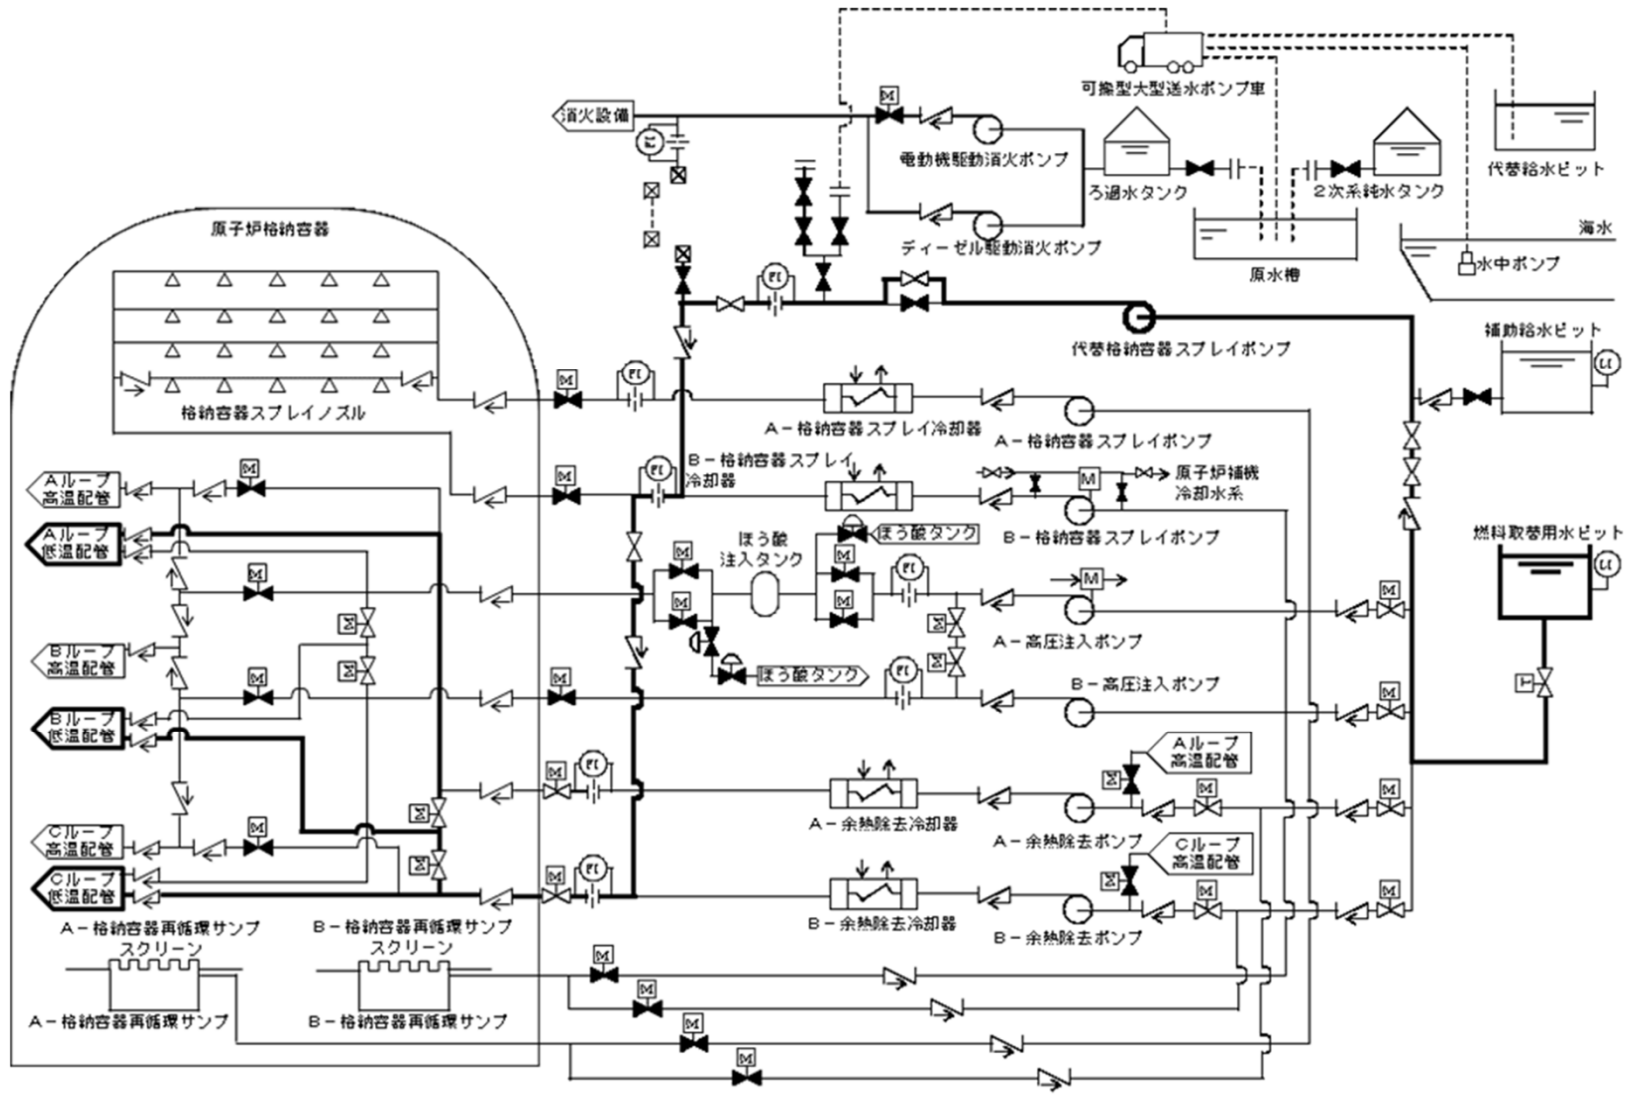 可搬型大型送水ポンプ車
消火設備
FI
M
電動機駆動消火ポンプ
ろ過水タンク
2次系純水タンク
代替給水ピット
ディーゼル駆動消火ポンプ
原水槽
海水
水中ポンプ
原子炉格納容器
FI
代替格納容器スプレイポンプ
補助給水ピット
LI
格納容器スプレイノズル
M
FI
A-格納容器スプレイ冷却器
A-格納容器スプレイポンプ
M
FI
B-格納容器スプレイ
冷却器
M
原子炉補機
冷却水系
B-格納容器スプレイポンプ
燃料取替用水ピット
LI
Aループ
高温配管
M
Aループ
低温配管
ほう酸
注入タンク
ほう酸タンク
M
M
M
M
M
FI
M
M
A-高圧注入ポンプ
M
M
M
Bループ
高温配管
M
M
M
ほう酸タンク
FI
B-高圧注入ポンプ
M
Bループ
低温配管
Aループ
高温配管
M
FI
M
M
M
M
A-余熱除去冷却器
A-余熱除去ポンプ
Cループ
高温配管
M
M
Cループ
高温配管
Cループ
低温配管
M
FI
M
M
M
B-余熱除去冷却器
B-余熱除去ポンプ
A-格納容器再循環サンプ
スクリーン
B-格納容器再循環サンプ
スクリーン
M
M
A-格納容器再循環サンプ
B-格納容器再循環サンプ
M
M